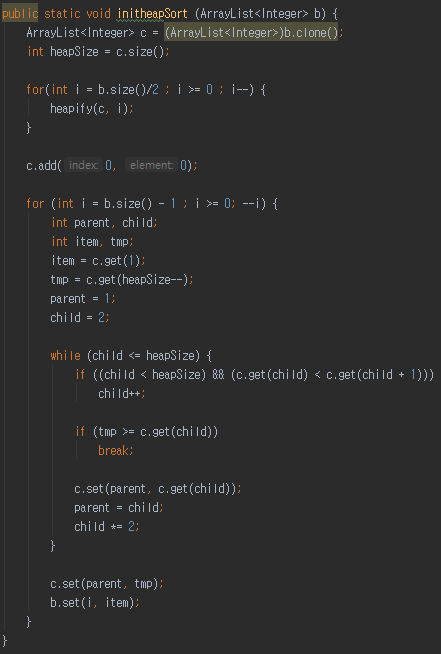 public static void initheapSort (ArrayList<Integer> b) {
ArrayList<Integer> c = (ArrayList<Integer>)b.clone();
int heapSize = c.size();
for(int i = b.size()/2 ; i >= 0 ; i--) {
heapify(c, i);
}
c.add( index: 0, element: 0);
for (int i = b.size() - 1 ; i >= 0; --i) {
int parent, child;
int item, tmp;
item = c.get(1);
tmp = c.get(heapSize--);
parent = 1;
child = 2;
while (child <= heapSize) {
if ((child < heapSize) && (c.get(child) < c.get(child + 1)))
child++;
if (tmp >= c.get(child))
break;
c.set(parent, c.get(child));
parent = child;
child *= 2;
}
c.set(parent, tmp);
b.set(i, item);
}
}